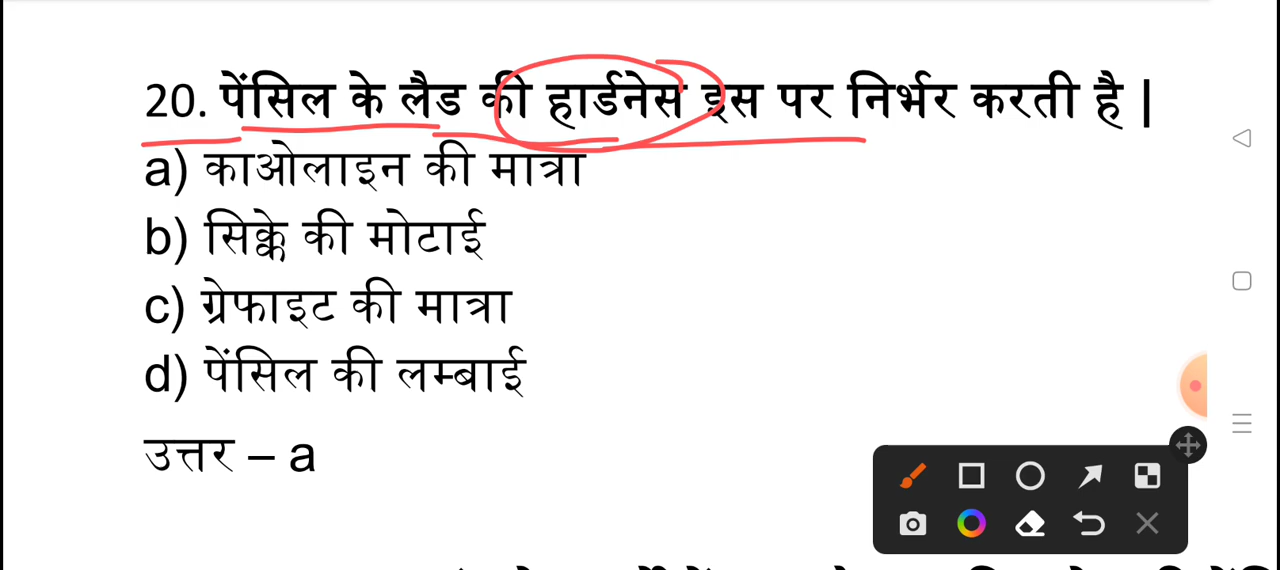 20. पेंसिल के लैड की हार्डनेस इस पर निर्भर करती है |
a) काओलाइन की मात्रा
b) सिक्के की मोटाई
c) ग्रेफाइट की मात्रा
d) पेंसिल की लम्बाई
उत्तर – a